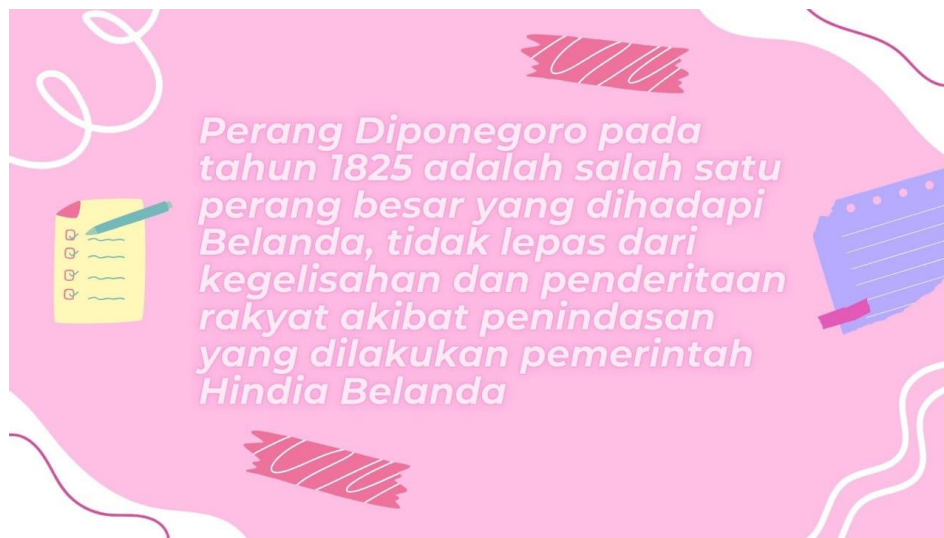 Perang Diponegoro pada
tahun 1825 adalah salah satu
perang besar yang dihadapi
Belanda, tidak lepas dari
kegelisahan dan penderitaan
rakyat akibat penindasan
yang dilakukan pemerintah
Hindia Belanda